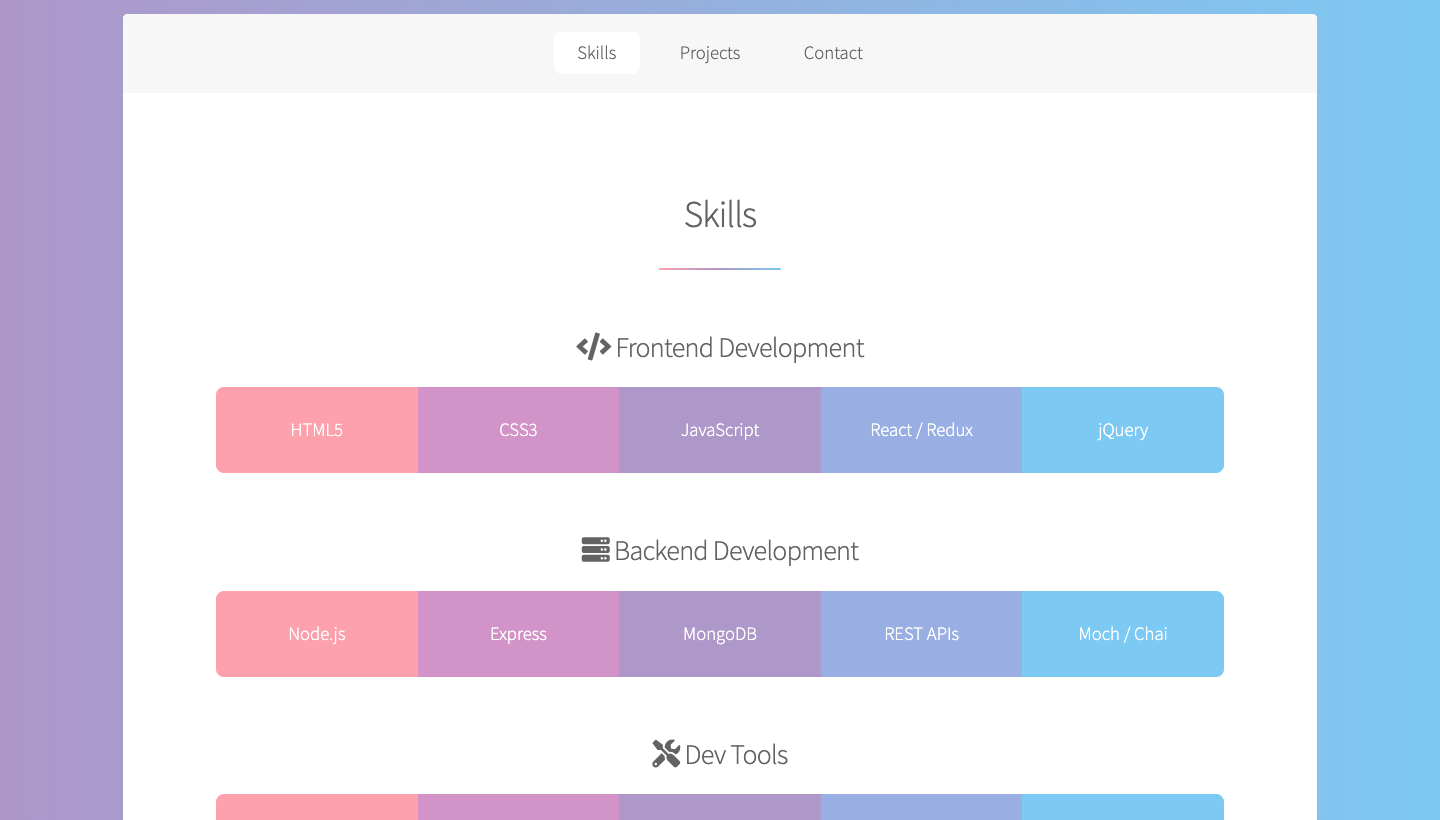 Skills Projects Contact
Skills
Frontend Development
HTML5 CSS3 JavaScript React / Redux jQuery
Backend Development
Node.js Express MongoDB REST APIs Moch / Chai
Dev Tools